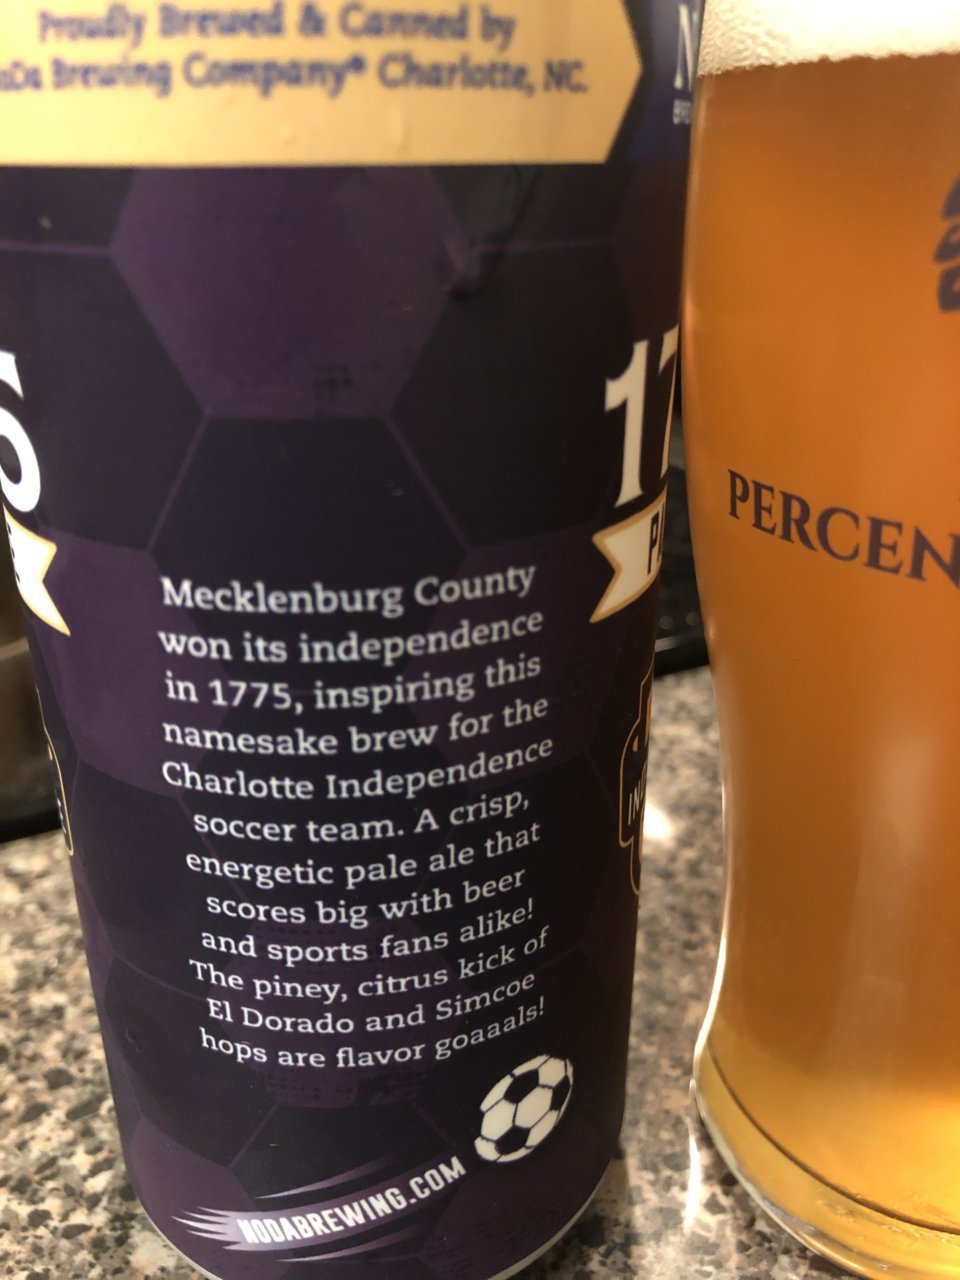 Proudly Brewed & Canned by
Brewing Company® Charlotte, NC.
17
Mecklenburg County
won its independence
in 1775, inspiring this
namesake brew for the
Charlotte Independence
soccer team. A crisp,
energetic pale ale that
scores big with beer
and sports fans alike!
The piney, citrus kick of
El Dorado and Simcoe
hops are flavor goaaals!
NODABREWING.COM
PERCEN